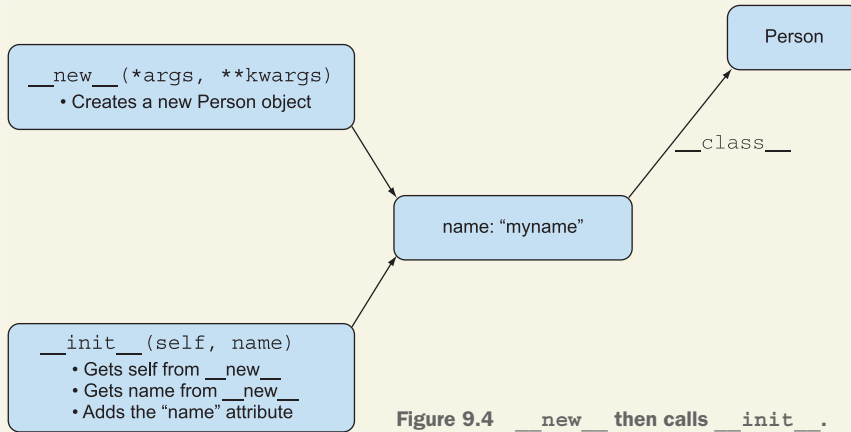 __new__(*args, **kwargs)
• Creates a new Person object
Person
__class__
name: “myname”
__init__(self, name)
• Gets self from __new__
• Gets name from __new__
• Adds the “name” attribute
Figure 9.4 __new__ then calls __init__.